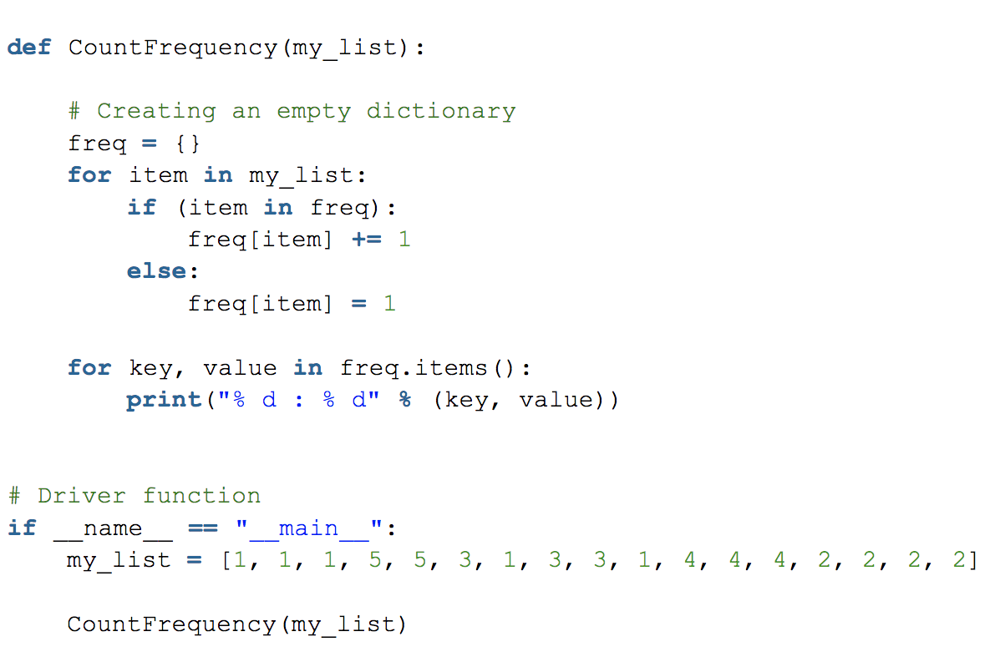 def CountFrequency(my_list):
    # Creating an empty dictionary
    freq = {}
    for item in my_list:
        if (item in freq):
            freq[item] += 1
        else:
            freq[item] = 1
    for key, value in freq.items():
        print("% d : % d" % (key, value))
# Driver function
if __name__ == "__main__":
    my_list = [1, 1, 1, 5, 5, 3, 1, 3, 3, 1, 4, 4, 4, 2, 2, 2, 2]
    CountFrequency(my_list)